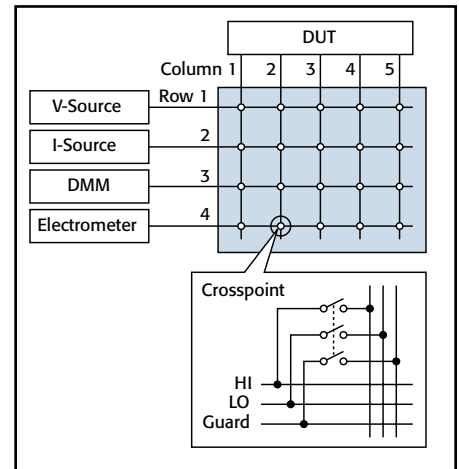 DUT
Column 1 2 3 4 5
Row 1
V-Source
2
I-Source
3
DMM
4
Electrometer
Crosspoint
HI
LO
Guard